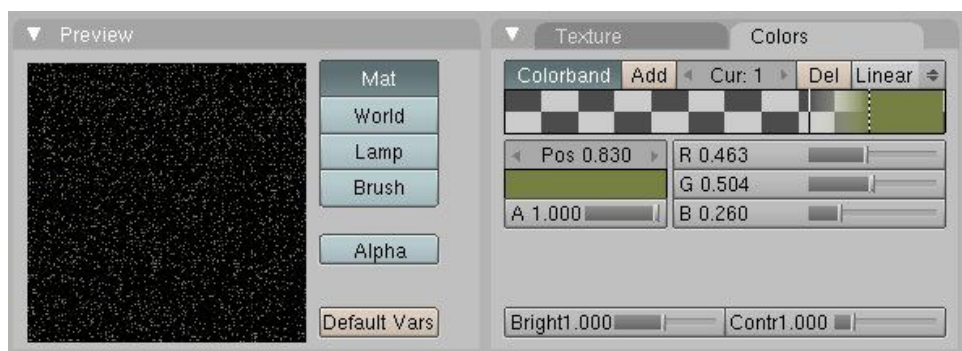 Preview
Texture Colors
Mat
World
Lamp
Brush
Alpha
Default Vars
Colorband Add Cur: 1 Del Linear
Pos 0.830
A 1.000
R 0.463
G 0.504
B 0.260
Bright1.000 Contr1.000